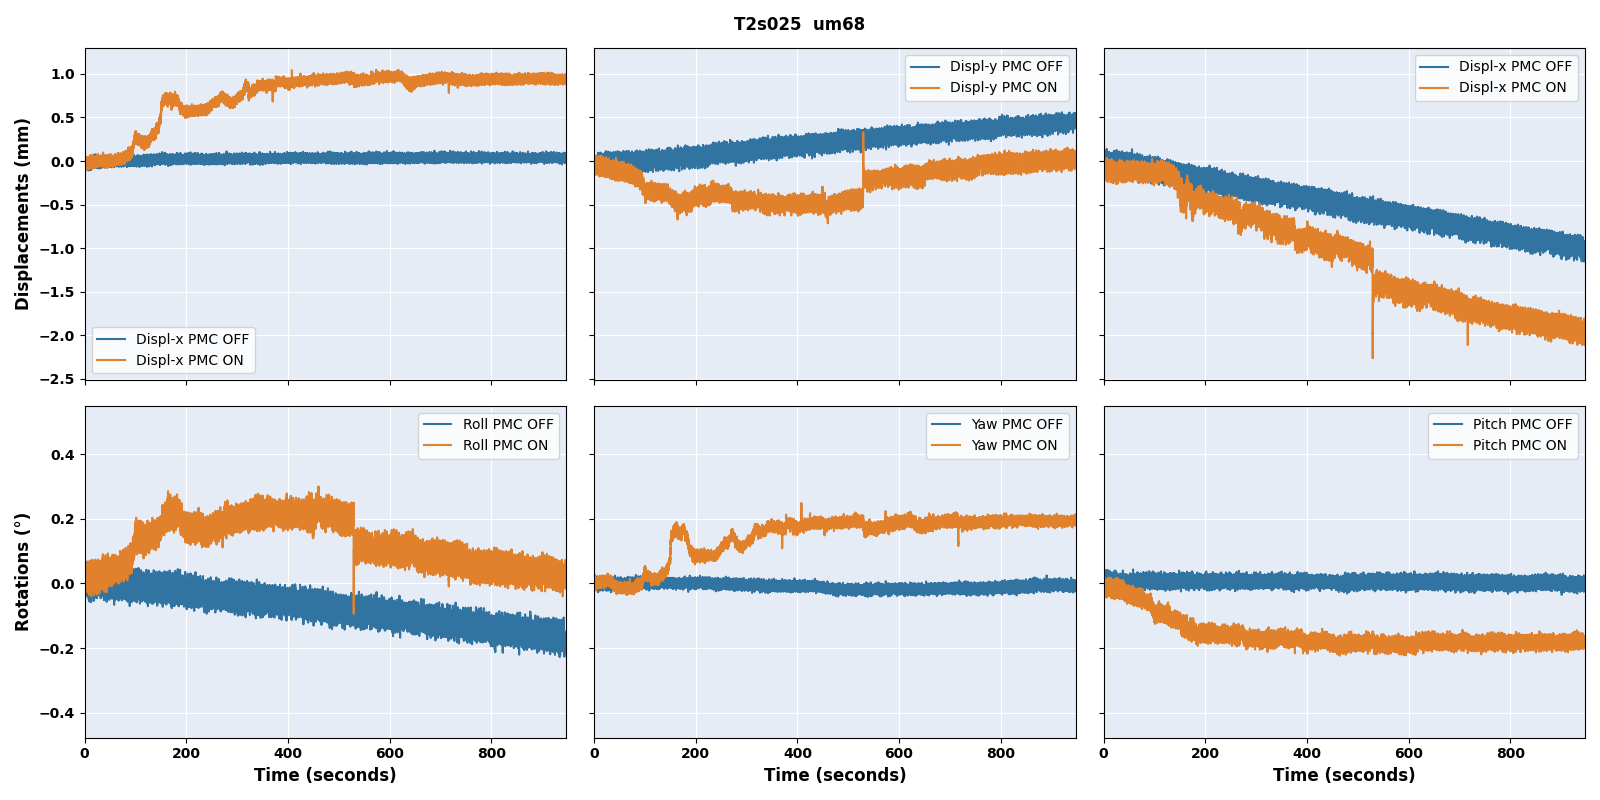 T2s025 um68
Displacements (mm)
1.0
0.5
0.0
−0.5
−1.0
−1.5
−2.0
−2.5
Displ-x PMC OFF
Displ-x PMC ON
Displ-y PMC OFF
Displ-y PMC ON
Displ-x PMC OFF
Displ-x PMC ON
Rotations (°)
0.4
0.2
0.0
−0.2
−0.4
Roll PMC OFF
Roll PMC ON
Yaw PMC OFF
Yaw PMC ON
Pitch PMC OFF
Pitch PMC ON
0 200 400 600 800
0 200 400 600 800
0 200 400 600 800
Time (seconds)
Time (seconds)
Time (seconds)